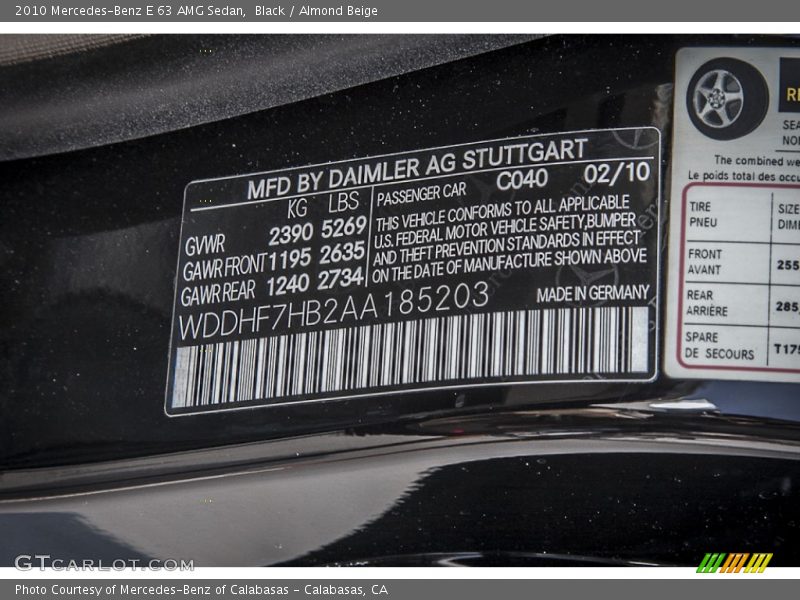 2010 Mercedes-Benz E 63 AMG Sedan, Black / Almond Beige
MFD BY DAIMLER AG STUTTGART
KG LBS
GVWR 2390 5269
GAWR FRONT 1195 2635
GAWR REAR 1240 2734
PASSENGER CAR C040 02/10
THIS VEHICLE CONFORMS TO ALL APPLICABLE
U.S. FEDERAL MOTOR VEHICLE SAFETY, BUMPER
AND THEFT PREVENTION STANDARDS IN EFFECT
ON THE DATE OF MANUFACTURE SHOWN ABOVE
WDDHF7HB2AA185203
MADE IN GERMANY
The combined
Le poids total des
TIRE
PNEU
SIZE
FRONT
AVANT
255
REAR
ARRIÈRE
285
SPARE
DE SECOURS
GTCARLOT.COM
Photo Courtesy of Mercedes-Benz of Calabasas - Calabasas, CA